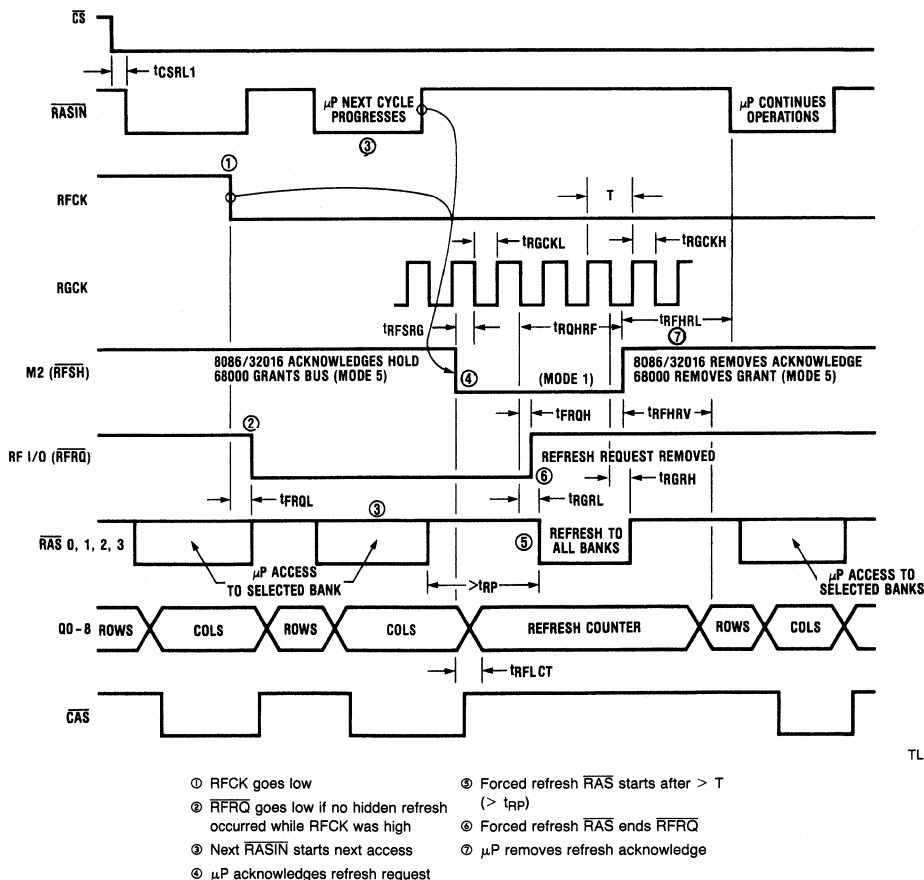 CS
tCSRL1
RASIN
μP NEXT CYCLE
PROGRESSES
μP CONTINUES
OPERATIONS
③
①
RFCK
T
tRGCKL
tRGCKH
RGCK
tRFSRG
tRQHRF
tRFHRL
⑦
M2 (RFSH)
8086/32016 ACKNOWLEDGES HOLD
68000 GRANTS BUS (MODE 5)
④
(MODE 1)
8086/32016 REMOVES ACKNOWLEDGE
68000 REMOVES GRANT (MODE 5)
tFRQH
tRFHRV
②
RF I/O (RFRQ)
REFRESH REQUEST REMOVED
⑥
tFRQL
tRGRL
tRGRH
③
RAS 0, 1, 2, 3
⑤
REFRESH TO
ALL BANKS
μP ACCESS
TO SELECTED BANK
>tRP
μP ACCESS TO
SELECTED BANKS
Q0-8
ROWS
COLS
ROWS
COLS
REFRESH COUNTER
ROWS
COLS
tRFLCT
CAS
TL
① RFCK goes low
② RFRQ goes low if no hidden refresh
occurred while RFCK was high
③ Next RASIN starts next access
④ μP acknowledges refresh request
⑤ Forced refresh RAS starts after > T
(> tRP)
⑥ Forced refresh RAS ends RFRQ
⑦ μP removes refresh acknowledge